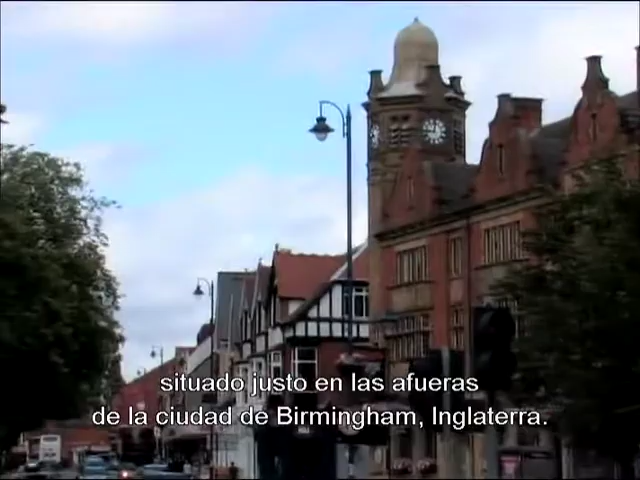 situado justo en las afueras
de la ciudad de Birmingham, Inglaterra.